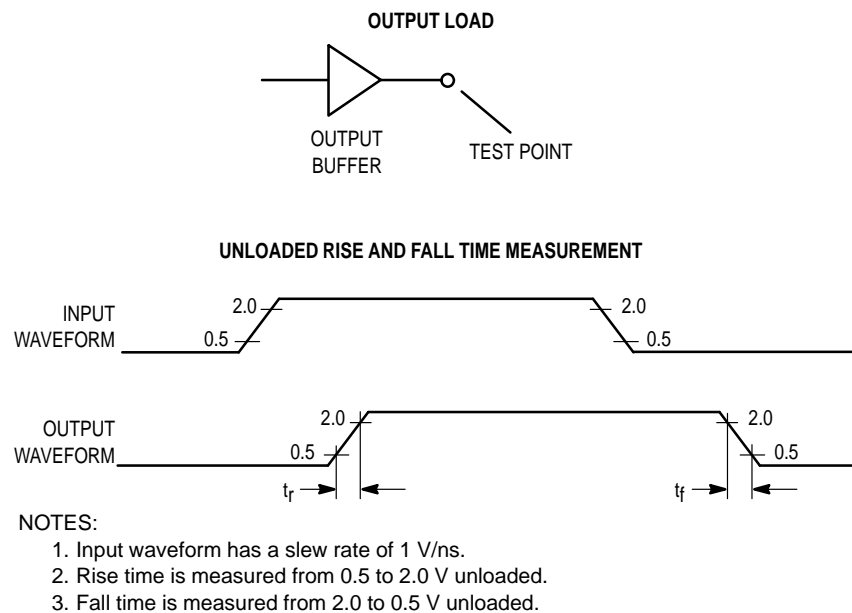 OUTPUT LOAD
OUTPUT
BUFFER
TEST POINT
UNLOADED RISE AND FALL TIME MEASUREMENT
INPUT
WAVEFORM
2.0
0.5
2.0
0.5
OUTPUT
WAVEFORM
2.0
0.5
2.0
0.5
tr
tf
NOTES:
1. Input waveform has a slew rate of 1 V/ns.
2. Rise time is measured from 0.5 to 2.0 V unloaded.
3. Fall time is measured from 2.0 to 0.5 V unloaded.